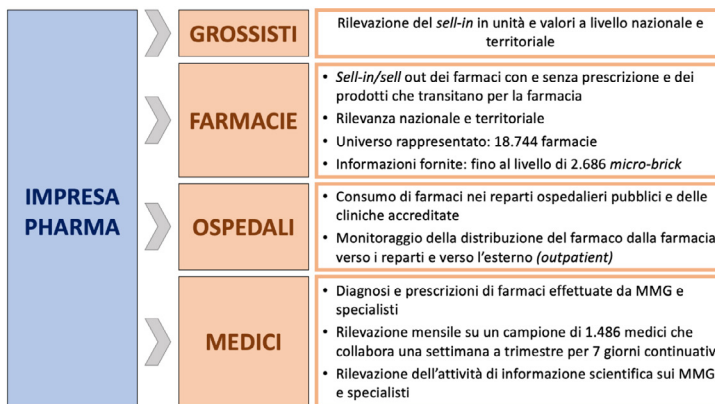 IMPRESA
PHARMA
GROSSISTI
Rilevazione del sell-in in unità e valori a livello nazionale e
territoriale
FARMACIE
• Sell-in/sell out dei farmaci con e senza prescrizione e dei
prodotti che transitano per la farmacia
• Rilevanza nazionale e territoriale
• Universo rappresentato: 18.744 farmacie
• Informazioni fornite: fino al livello di 2.686 micro-brick
OSPEDALI
• Consumo di farmaci nei reparti ospedalieri pubblici e delle
cliniche accreditate
• Monitoraggio della distribuzione del farmaco dalla farmacia
verso i reparti e verso l'esterno (outpatient)
MEDICI
• Diagnosi e prescrizioni di farmaci effettuate da MMG e
specialisti
• Rilevazione mensile su un campione di 1.486 medici che
collabora una settimana a trimestre per 7 giorni continuativ
• Rilevazione dell'attività di informazione scientifica sui MMG
e specialisti